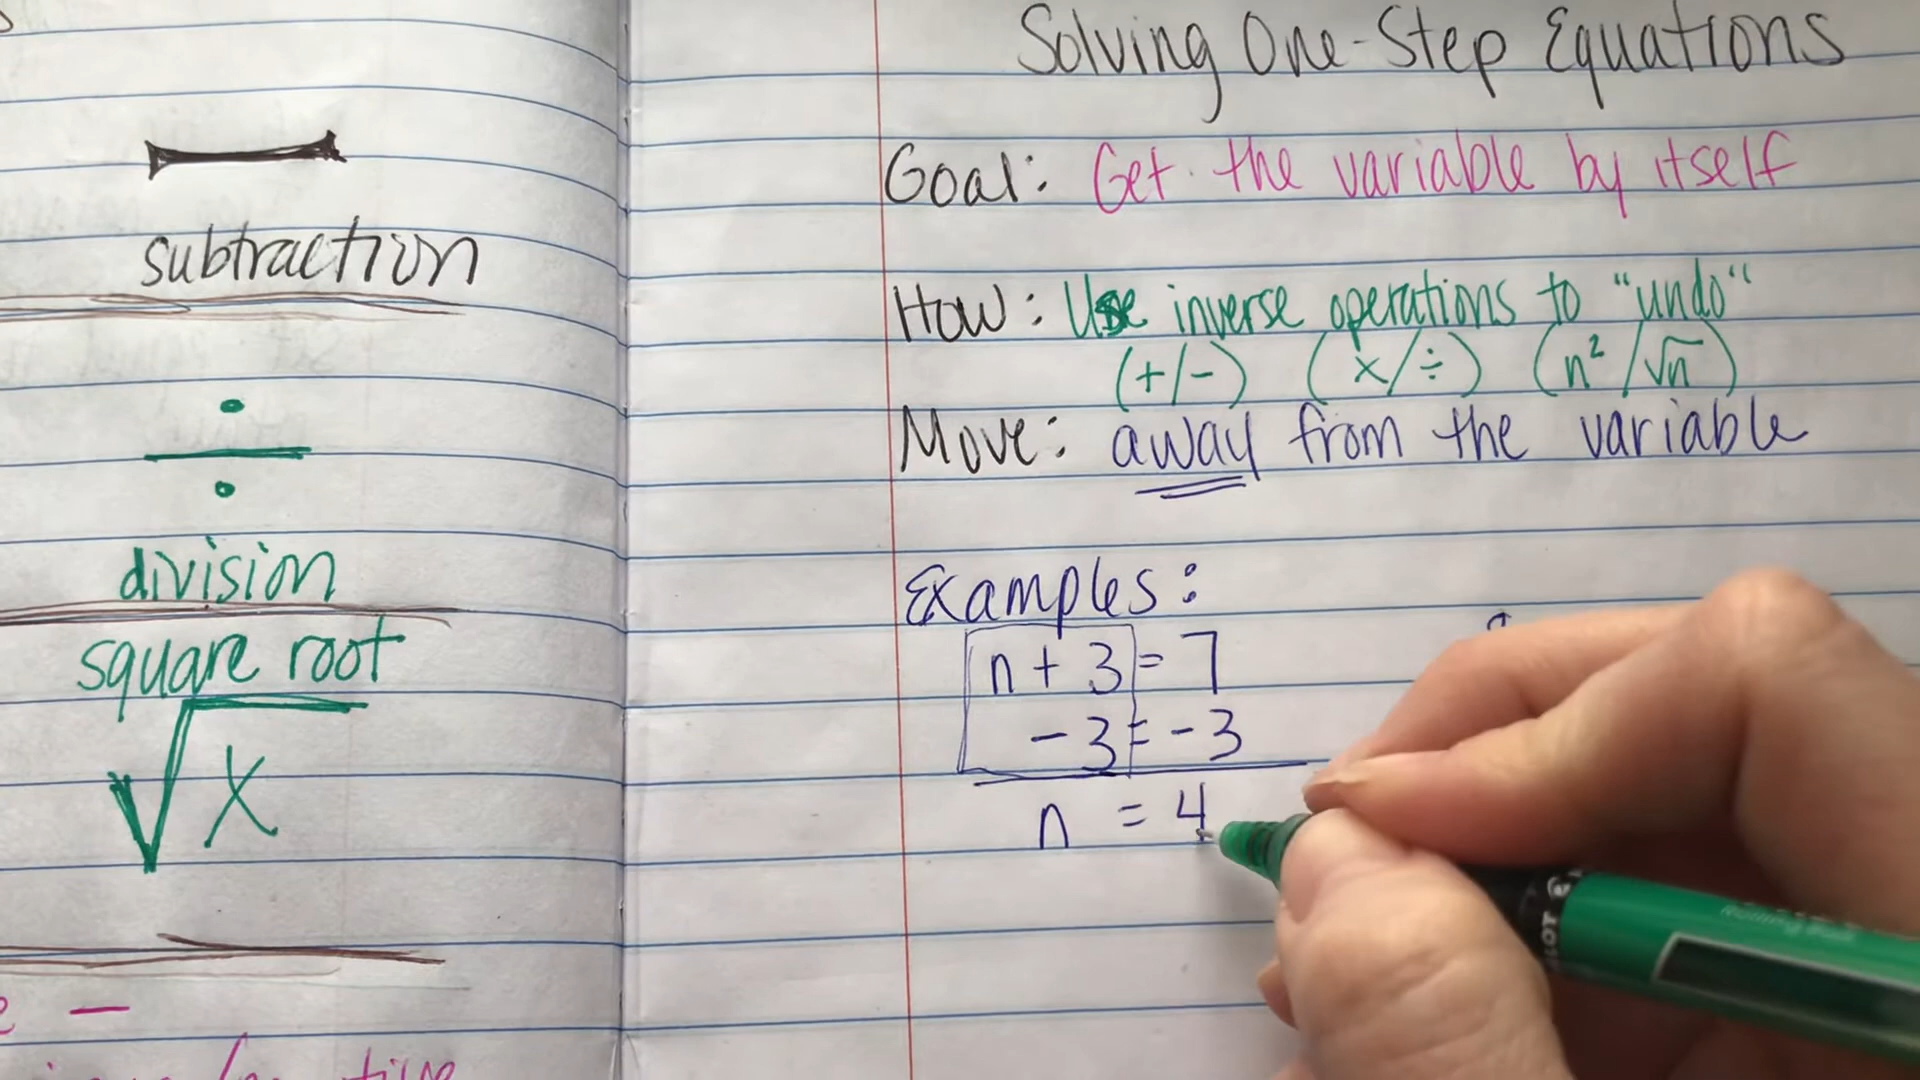 subtraction
÷
division
square root
√x
Solving One-Step Equations
Goal: Get the variable by itself
How: Use inverse operations to "undo"
(+/-) (x/÷) (n²/√n)
Move: away from the variable
Examples:
n + 3 = 7
- 3 = - 3
n = 4